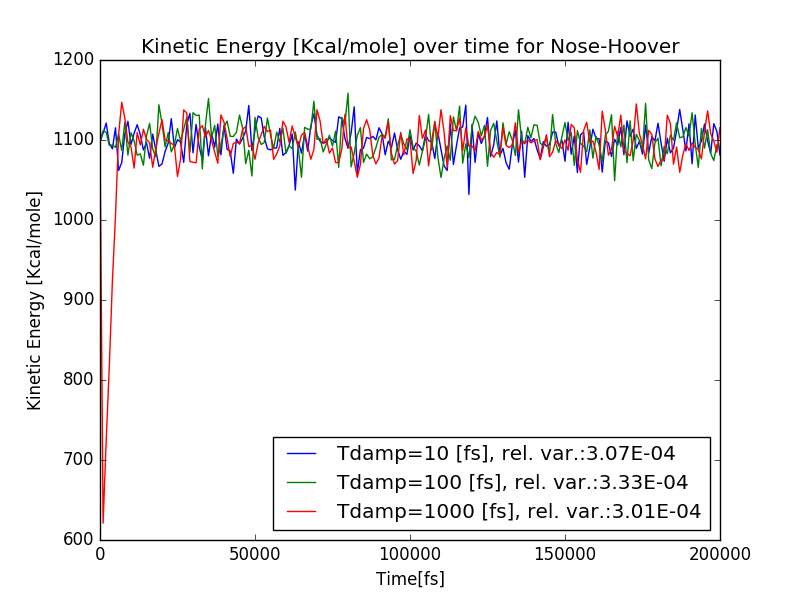 Kinetic Energy [Kcal/mole] over time for Nose-Hoover
1200
1100
1000
900
800
700
600
Kinetic Energy [Kcal/mole]
Tdamp=10 [fs], rel. var.:3.07E-04
Tdamp=100 [fs], rel. var.:3.33E-04
Tdamp=1000 [fs], rel. var.:3.01E-04
0 50000 100000 150000 200000
Time[fs]